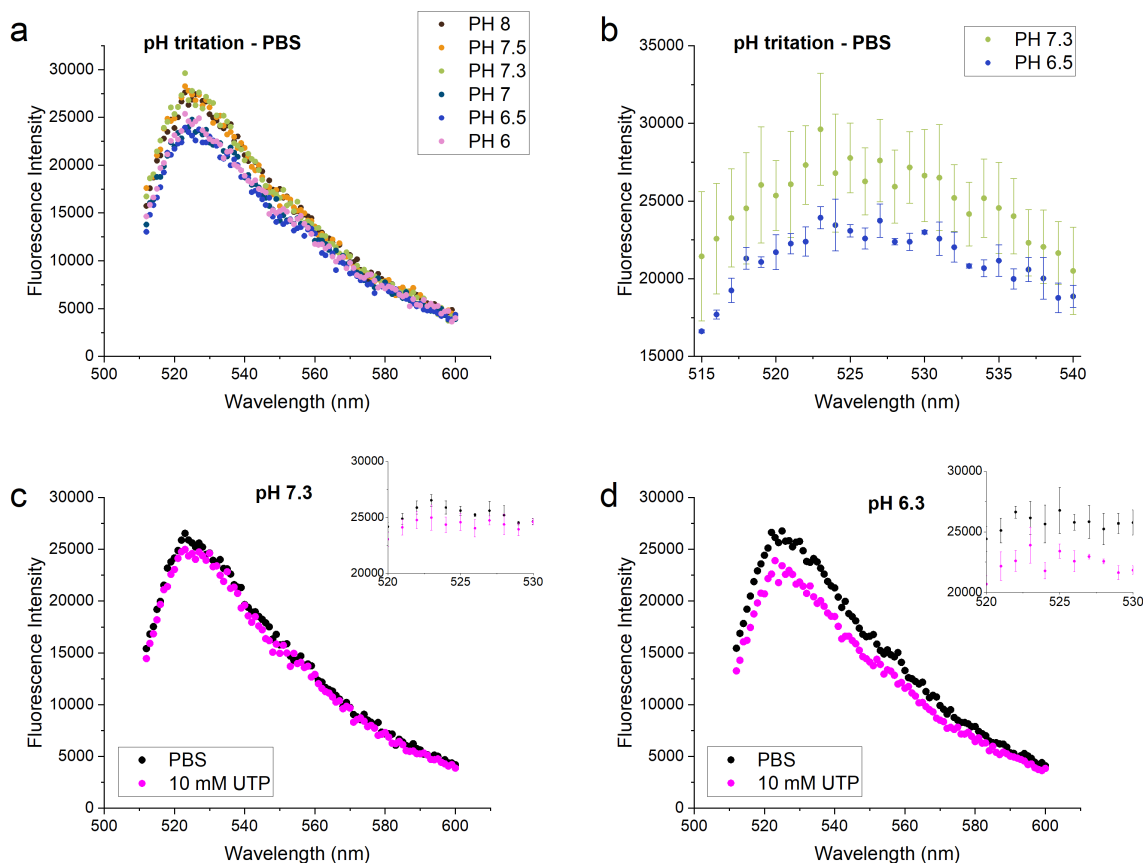 a
pH tritation - PBS
PH 8
PH 7.5
PH 7.3
PH 7
PH 6.5
PH 6
30000
25000
20000
15000
10000
5000
0
500
520
540
560
580
600
Fluorescence Intensity
Wavelength (nm)
b
pH tritation - PBS
PH 7.3
PH 6.5
35000
30000
25000
20000
15000
515
520
525
530
535
540
Fluorescence Intensity
Wavelength (nm)
c
pH 7.3
30000
25000
20000
520
525
530
30000
25000
20000
15000
10000
5000
0
500
520
540
560
580
600
PBS
10 mM UTP
Fluorescence Intensity
Wavelength (nm)
d
pH 6.3
30000
25000
20000
520
525
530
30000
25000
20000
15000
10000
5000
0
500
520
540
560
580
600
PBS
10 mM UTP
Fluorescence Intensity
Wavelength (nm)